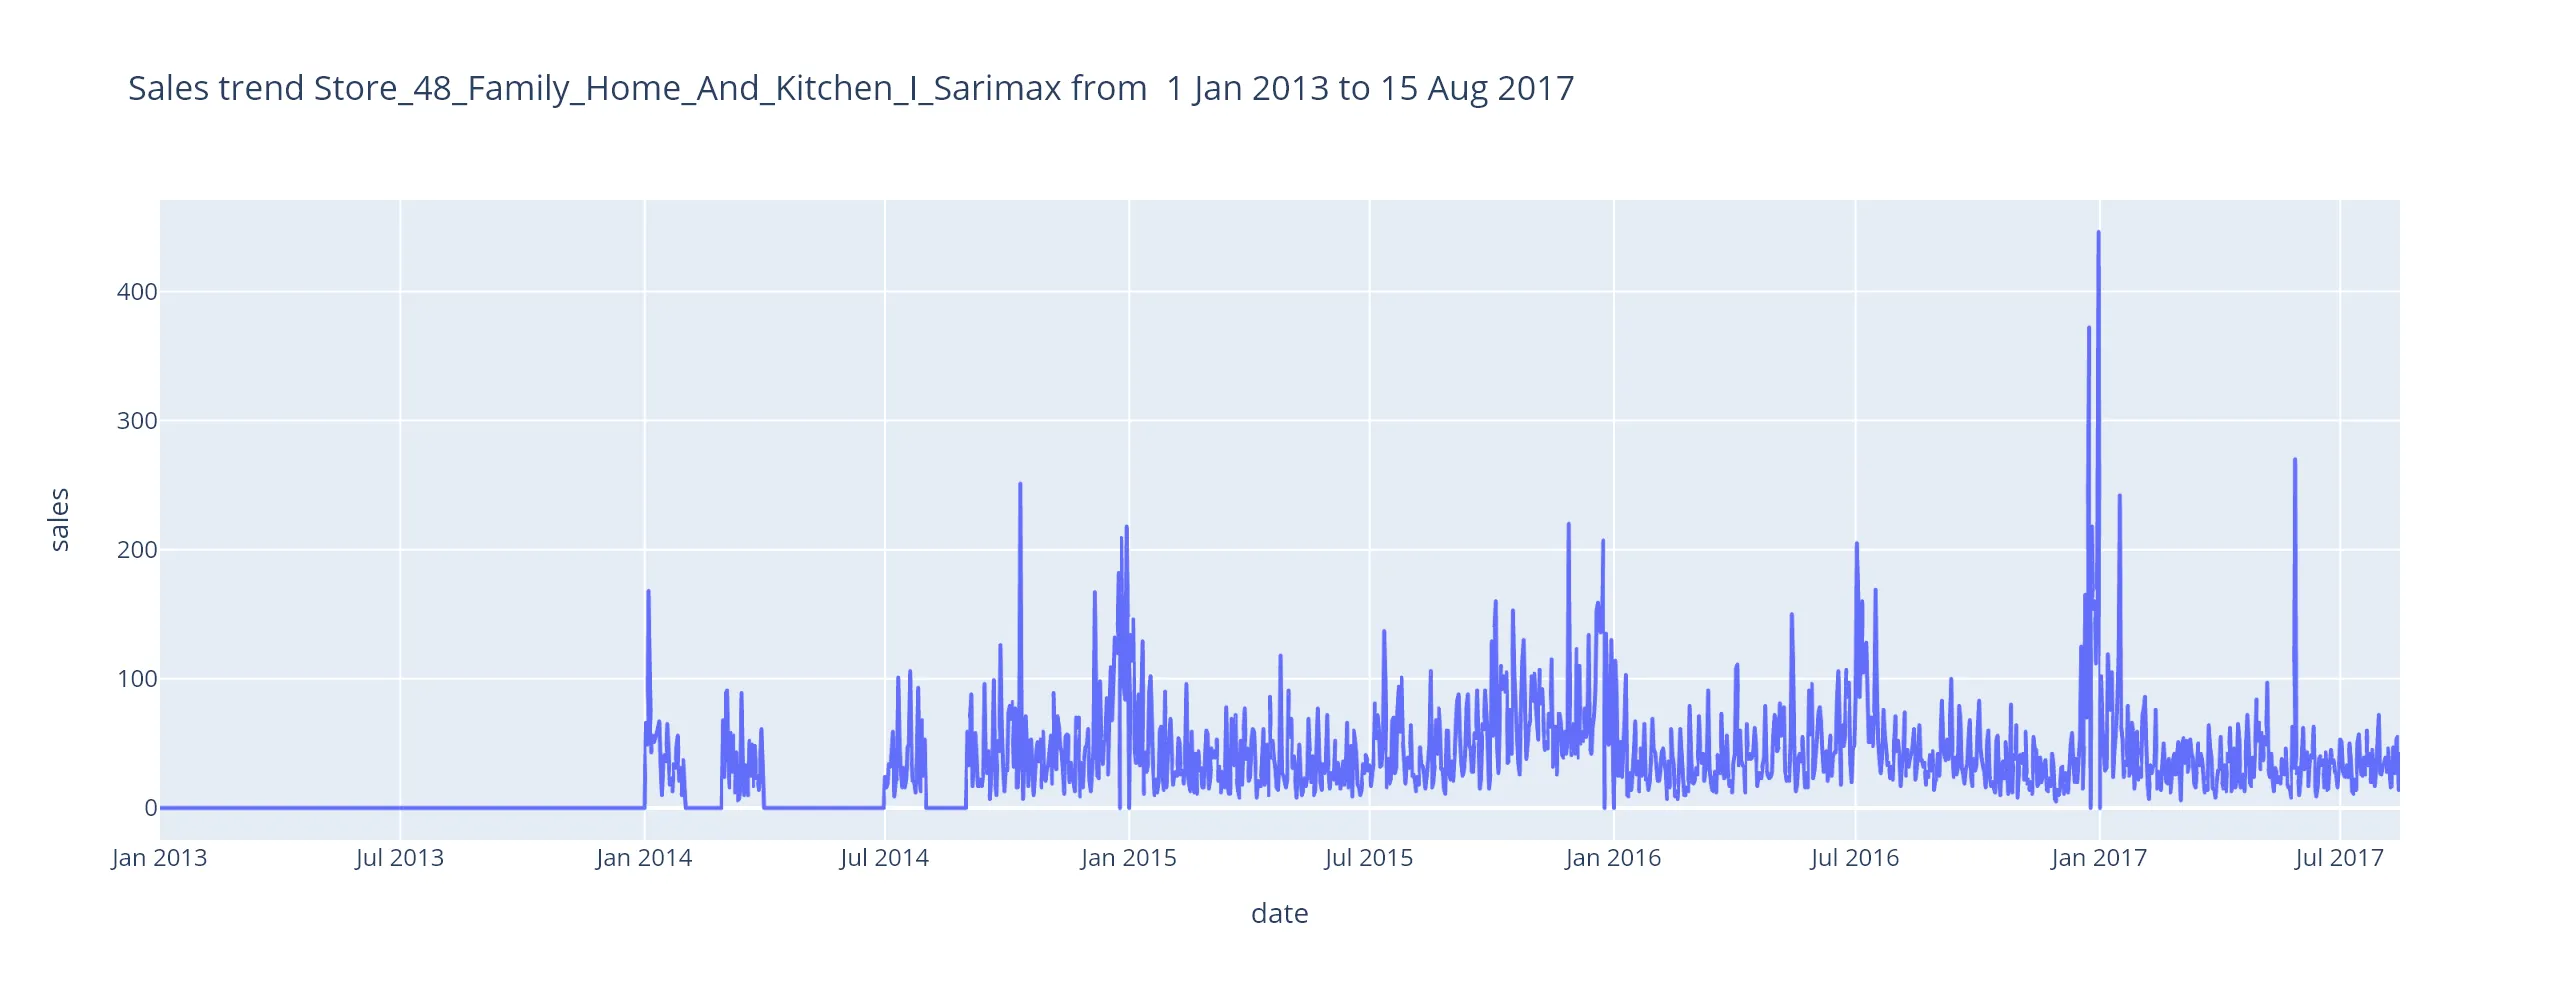 Sales trend Store_48_Family_Home_And_Kitchen_I_Sarimax from  1 Jan 2013 to 15 Aug 2017
400
300
200
100
0
sales
Jan 2013 Jul 2013 Jan 2014 Jul 2014 Jan 2015 Jul 2015 Jan 2016 Jul 2016 Jan 2017 Jul 2017
date